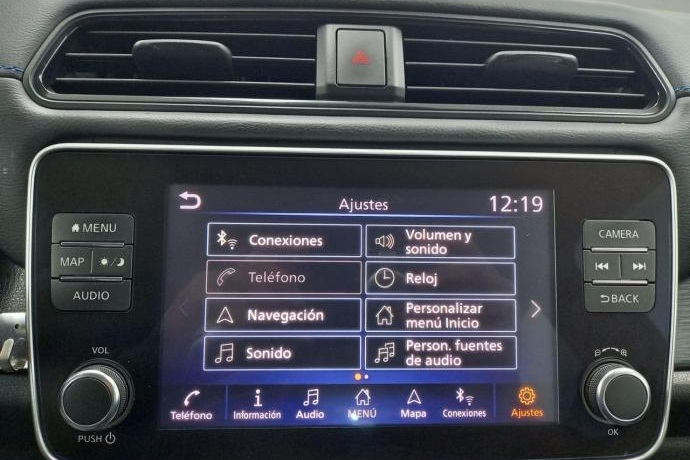 Ajustes
12:19
Conexiones
Volumen y
sonido
Teléfono
Reloj
Navegación
Personalizar
menú Inicio
Sonido
Person. fuentes
de audio
Teléfono
Información
Audio
MENÚ
Mapa
Conexiones
Ajustes
MENU
MAP
AUDIO
VOL
PUSH
CAMERA
BACK
OK